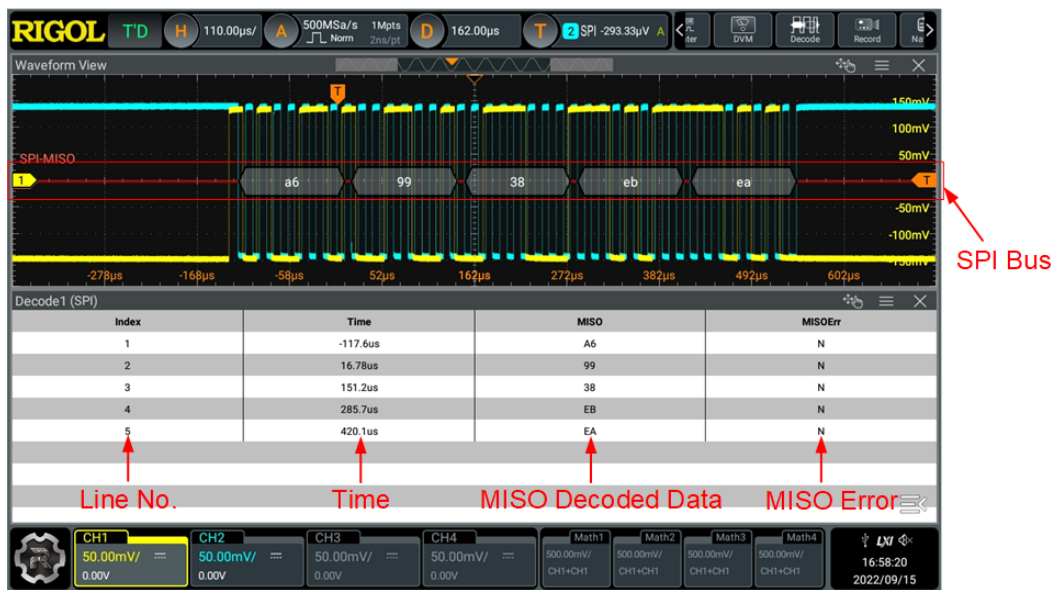 RIGOL T'D H 110.00μs/ A 500MSa/s 1Mpts D 162.00μs T 2 SPI -293.33μV A
Norm 2ns/pt
DVM Decode Record
Waveform View
T
150mV
100mV
SPI-MISO
50mV
1 a6 99 38 eb ea T
-50mV
-100mV
-150mV
-278μs -168μs -58μs 52μs 162μs 272μs 382μs 492μs 602μs
SPI Bus
Decode1 (SPI)
Index Time MISO MISOErr
1 -117.6us A6 N
2 16.78us 99 N
3 151.2us 38 N
4 285.7us EB N
5 420.1us EA N
Line No. Time MISO Decoded Data MISO Error
CH1 CH2 CH3 CH4 Math1 Math2 Math3 Math4
50.00mV/ 50.00mV/ 50.00mV/ 50.00mV/ 500.00mV/ 500.00mV/ 500.00mV/ 500.00mV/
0.00V 0.00V 0.00V 0.00V CH1+CH1 CH1+CH1 CH1+CH1 CH1+CH1
R
LXI
16:58:20
2022/09/15